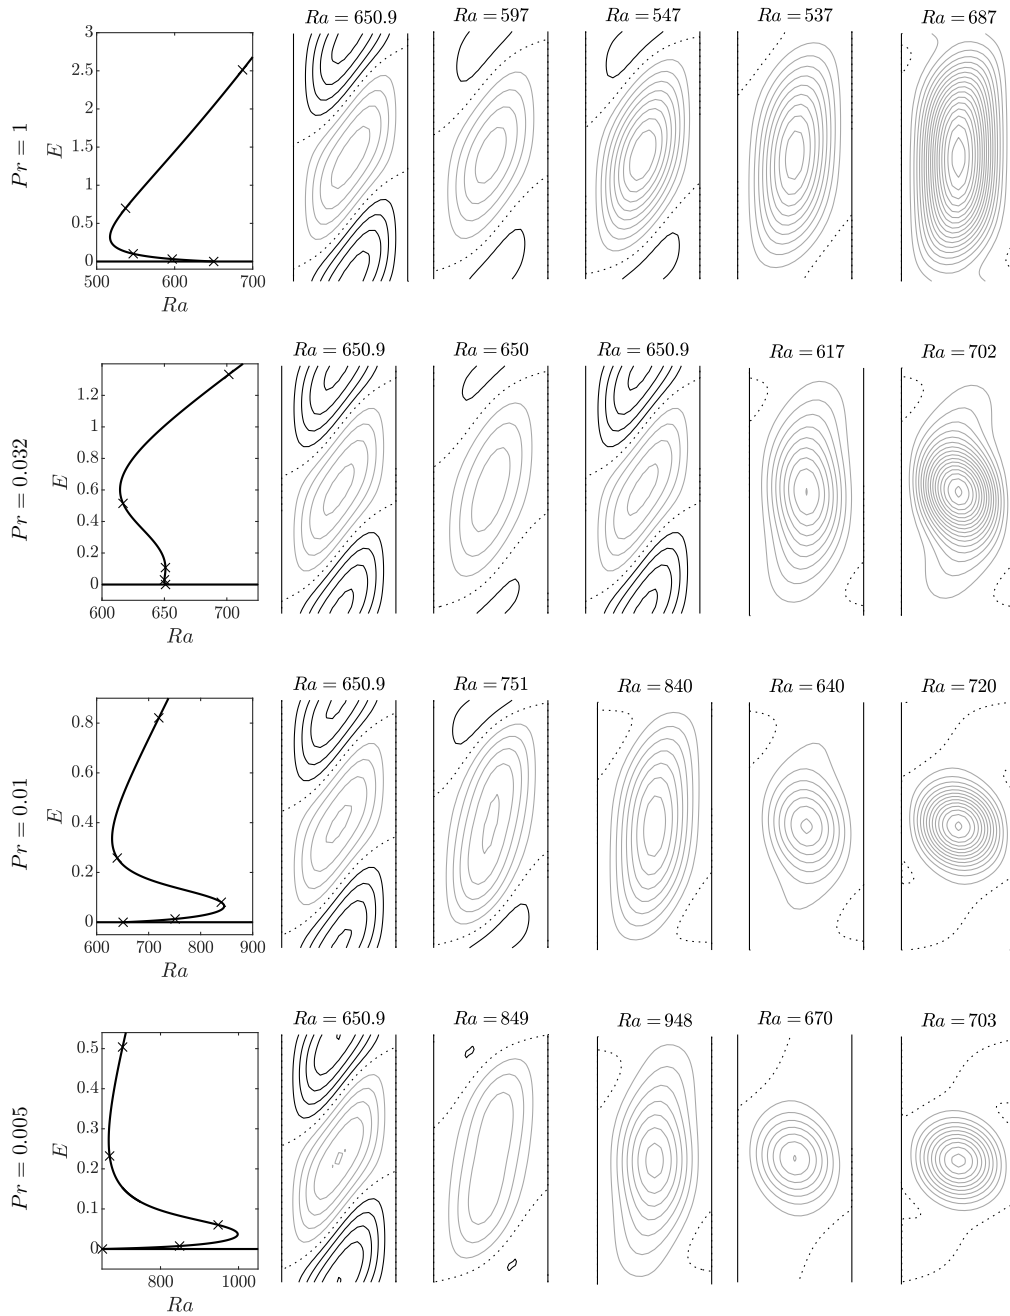 Ra = 650.9
Ra = 597
Ra = 547
Ra = 537
Ra = 687
Pr = 1
E
3
2.5
2
1.5
1
0.5
0
500
600
700
Ra
Ra = 650.9
Ra = 650
Ra = 650.9
Ra = 617
Ra = 702
Pr = 0.032
E
1.2
1
0.8
0.6
0.4
0.2
0
600
650
700
Ra
Ra = 650.9
Ra = 751
Ra = 840
Ra = 640
Ra = 720
Pr = 0.01
E
0.8
0.6
0.4
0.2
0
600
700
800
900
Ra
Ra = 650.9
Ra = 849
Ra = 948
Ra = 670
Ra = 703
Pr = 0.005
E
0.5
0.4
0.3
0.2
0.1
0
800
1000
Ra